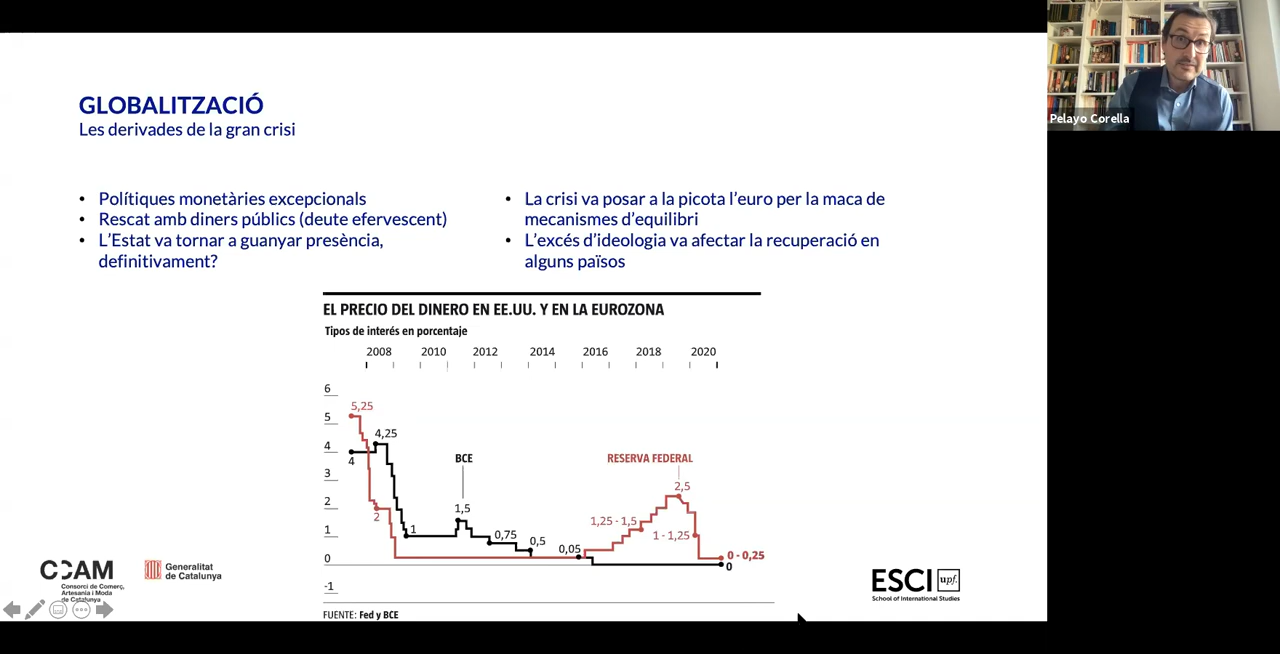 GLOBALITZACIÓ
Les derivades de la gran crisi
• Polítiques monetàries excepcionals
• Rescat amb diners públics (deute efervescent)
• L'Estat va tornar a guanyar presència,
definitivament?
• La crisi va posar a la picota l'euro per la maca de
mecanismes d'equilibri
• L'excés d'ideologia va afectar la recuperació en
alguns països
EL PRECIO DEL DINERO EN EE.UU. Y EN LA EUROZONA
Tipos de interés en porcentaje
2008 2010 2012 2014 2016 2018 2020
6
5
4
3
2
1
0
-1
5,25
4,25
4
2
1
BCE
1,5
0,75
0,5
0,05
RESERVA FEDERAL
2,5
1,25 - 1,5
1 - 1,25
0 - 0,25
0
FUENTE: Fed y BCE
CCAM
Consorci de Comerç,
Artesania i Moda
de Catalunya
Generalitat
de Catalunya
ESCI upf.
School of International Studies
Pelayo Corella